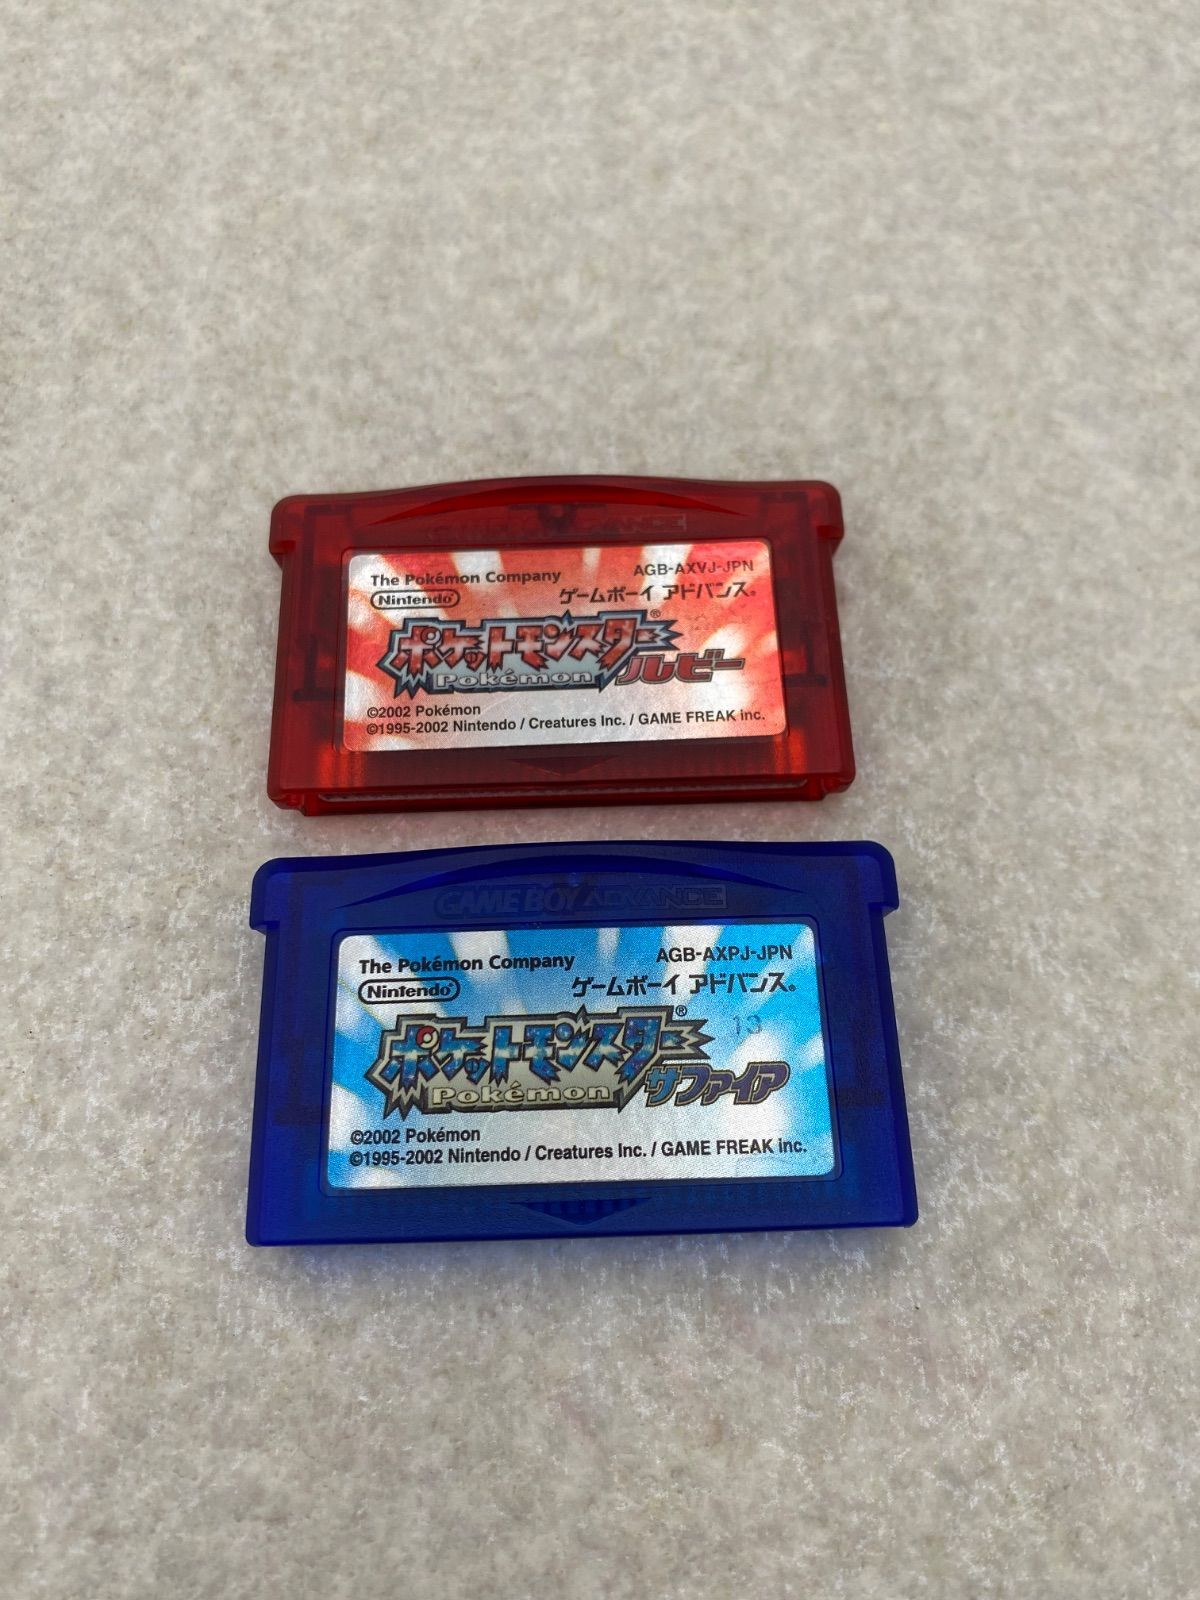 GAME BOY ADVANCE
The Pokémon Company
AGB-AXVJ-JPN
Nintendo®
ゲームボーイ アドバンス®
ポケットモンスター®
Pokémon
ルビー
©2002 Pokémon
©1995-2002 Nintendo / Creatures Inc. / GAME FREAK inc.
GAME BOY ADVANCE
The Pokémon Company
AGB-AXPJ-JPN
Nintendo®
ゲームボーイ アドバンス®
13
ポケットモンスター®
Pokémon
サファイア
©2002 Pokémon
©1995-2002 Nintendo / Creatures Inc. / GAME FREAK inc.